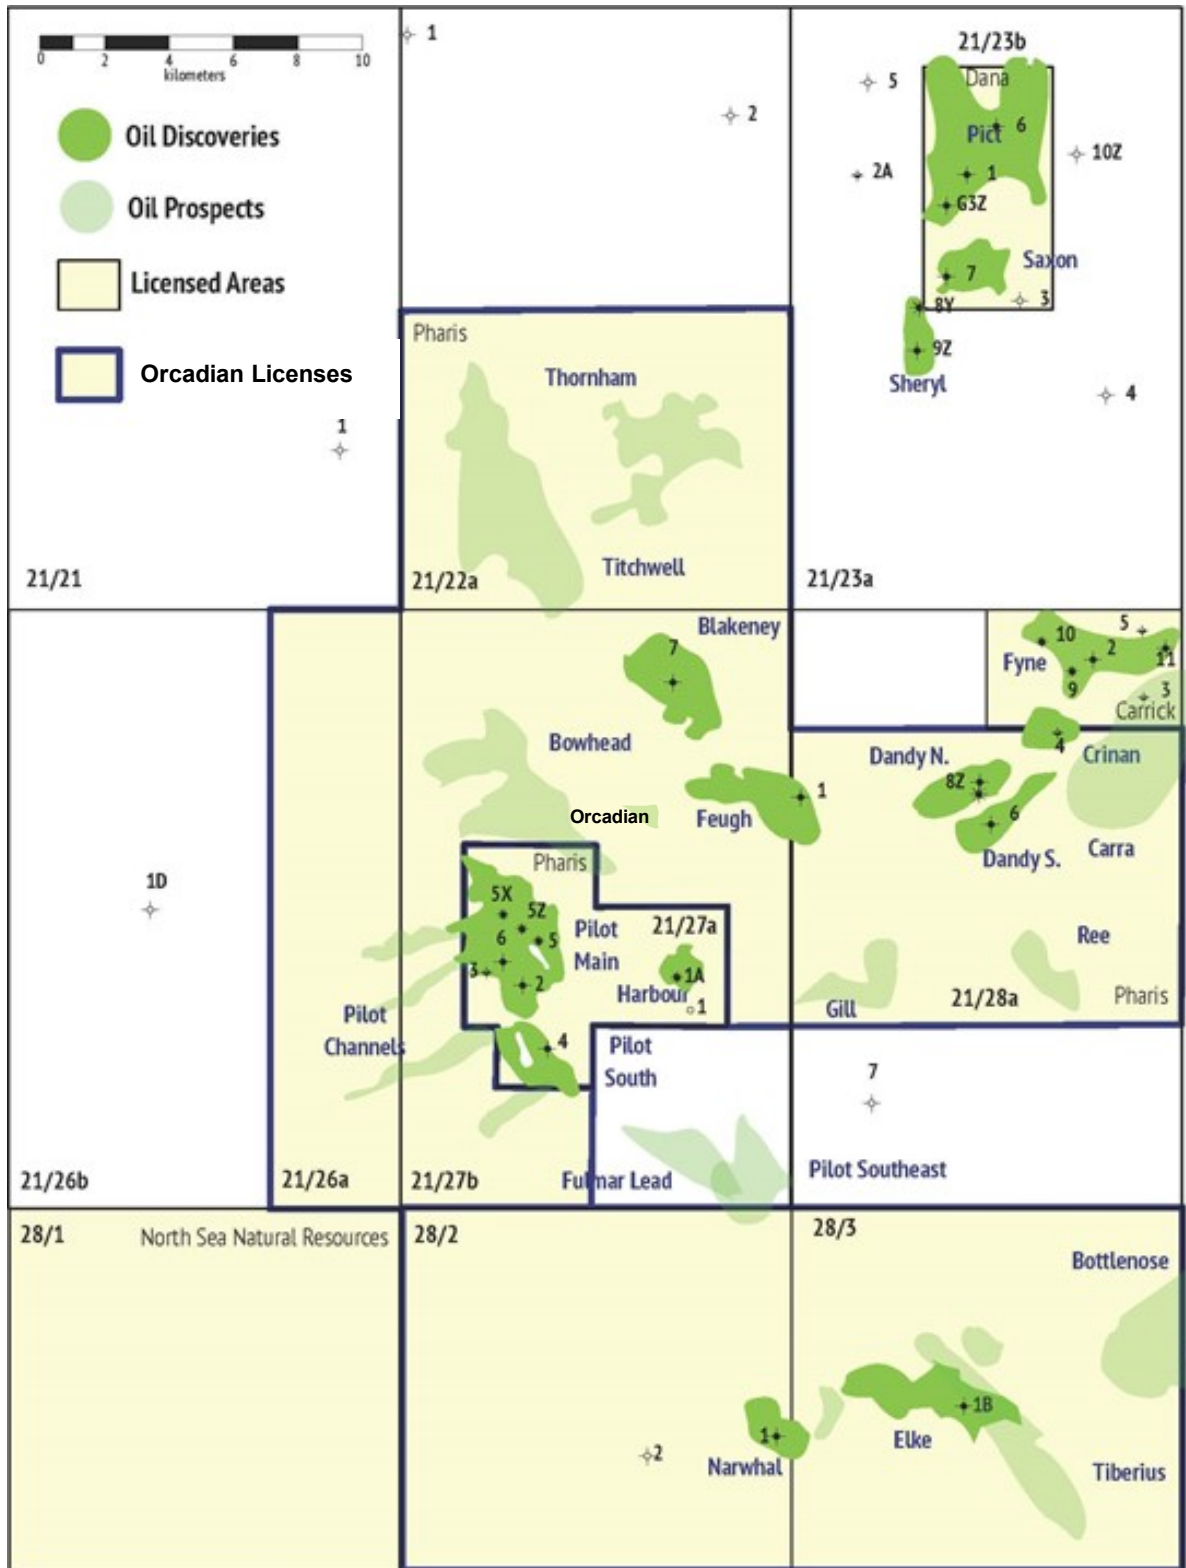 0 2 4 6 8 10
kilometers
Oil Discoveries
Oil Prospects
Licensed Areas
Orcadian Licenses
1
21/21
1
2
21/23b
Dana
5
6
Pict
10Z
2A
1
G3Z
Saxon
7
3
8Y
9Z
Sheryl
4
21/23a
Pharis
Thornham
Titchwell
21/22a
Blakeney
7
Bowhead
Orcadian
Feugh
1
5
10
2
11
Fyne
9
3
Carrick
4
Crinan
Dandy N.
8Z
6
Dandy S.
Carra
Ree
Gill
21/28a
Pharis
1D
Pharis
5X
5Z
6
5
Pilot
Main
21/27a
3
2
1A
Harbour
1
Pilot
Channels
4
Pilot
South
7
Pilot Southeast
Fulmar Lead
21/26b
21/26a
21/27b
28/1
North Sea Natural Resources
28/2
28/3
Bottlenose
1B
Elke
1
2
Narwhal
Tiberius